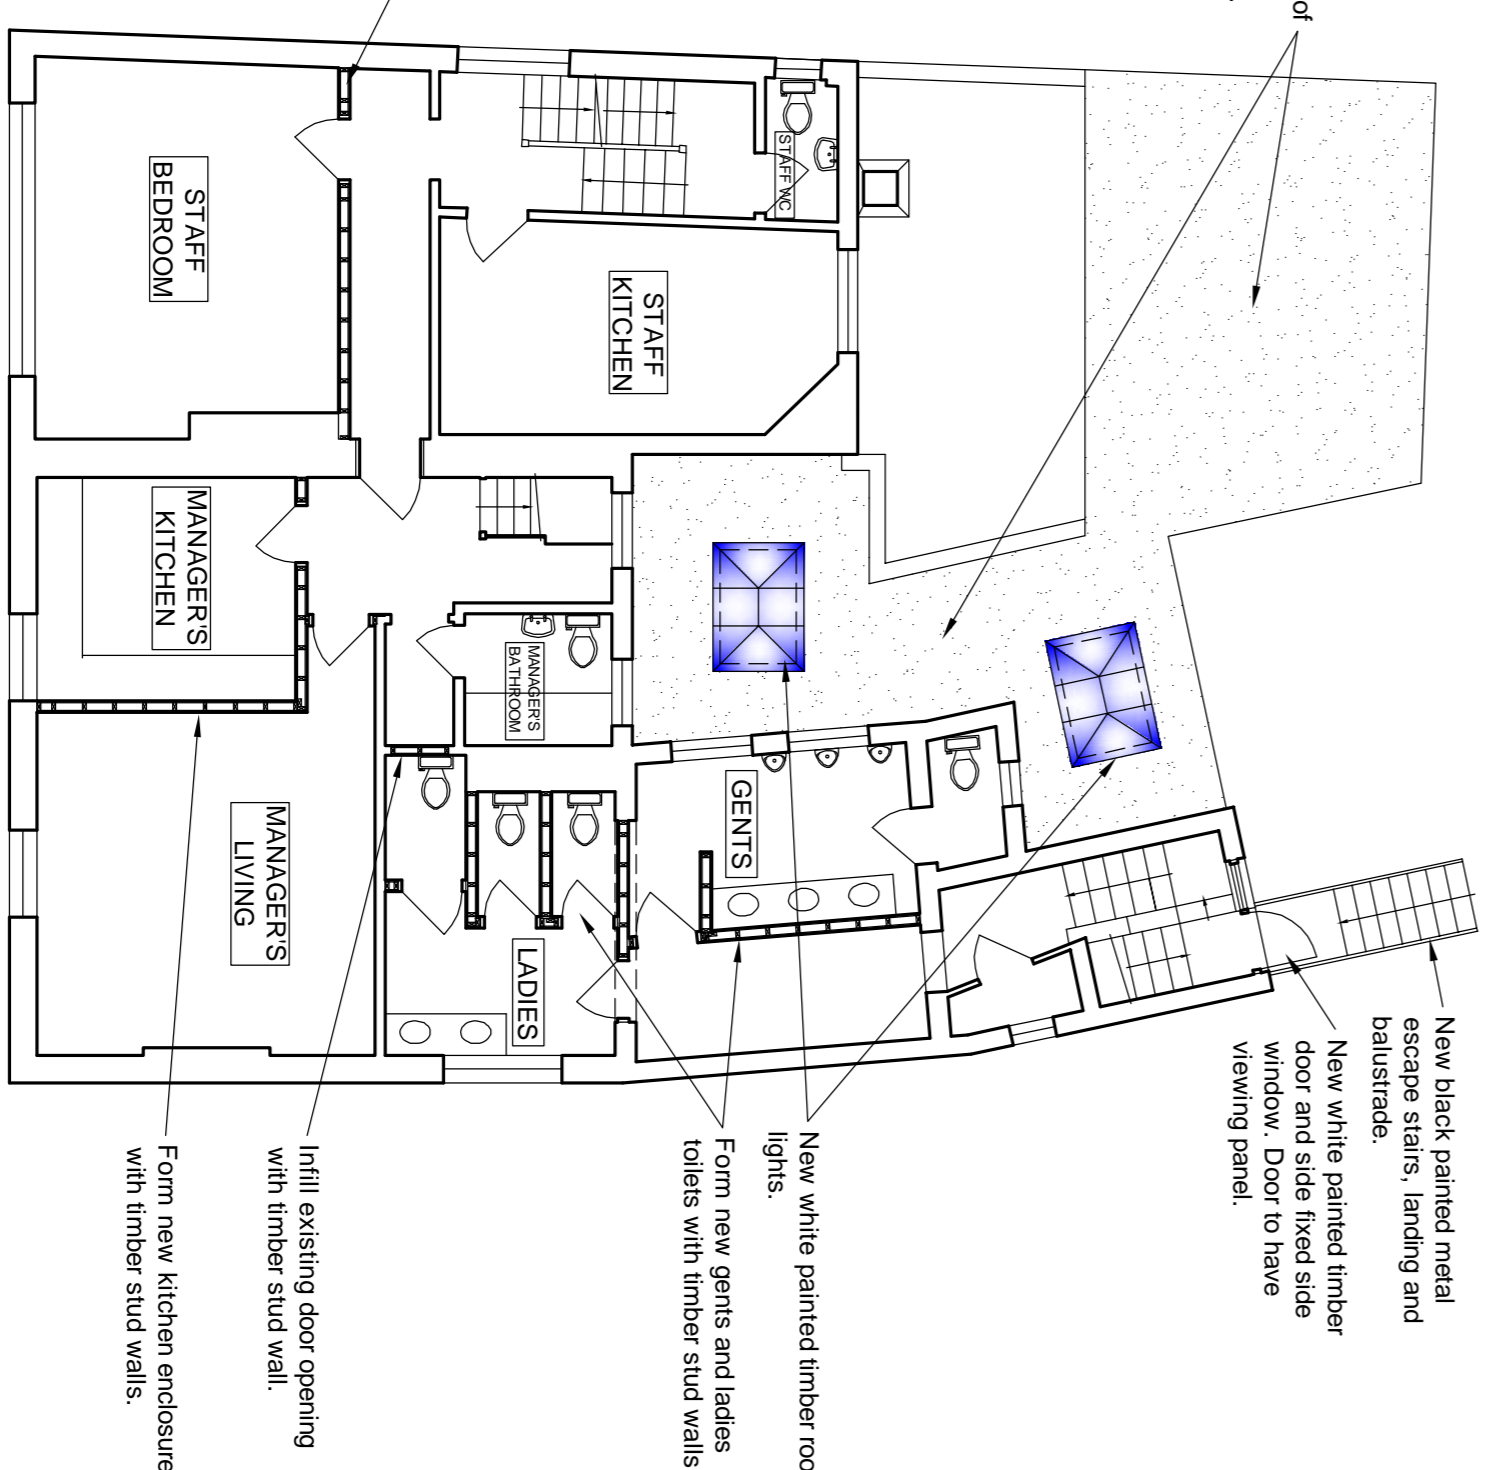 of
New black painted metal
escape stairs, landing and
balustrade.
New white painted timber
door and side fixed side
window. Door to have
viewing panel.
STAFF WC
STAFF
KITCHEN
STAFF
BEDROOM
MANAGER'S
KITCHEN
MANAGER'S
BATHROOM
GENTS
LADIES
MANAGER'S
LIVING
New white painted timber roo
lights.
Form new gents and ladies
toilets with timber stud walls
Infill existing door opening
with timber stud wall.
Form new kitchen enclosure
with timber stud walls.